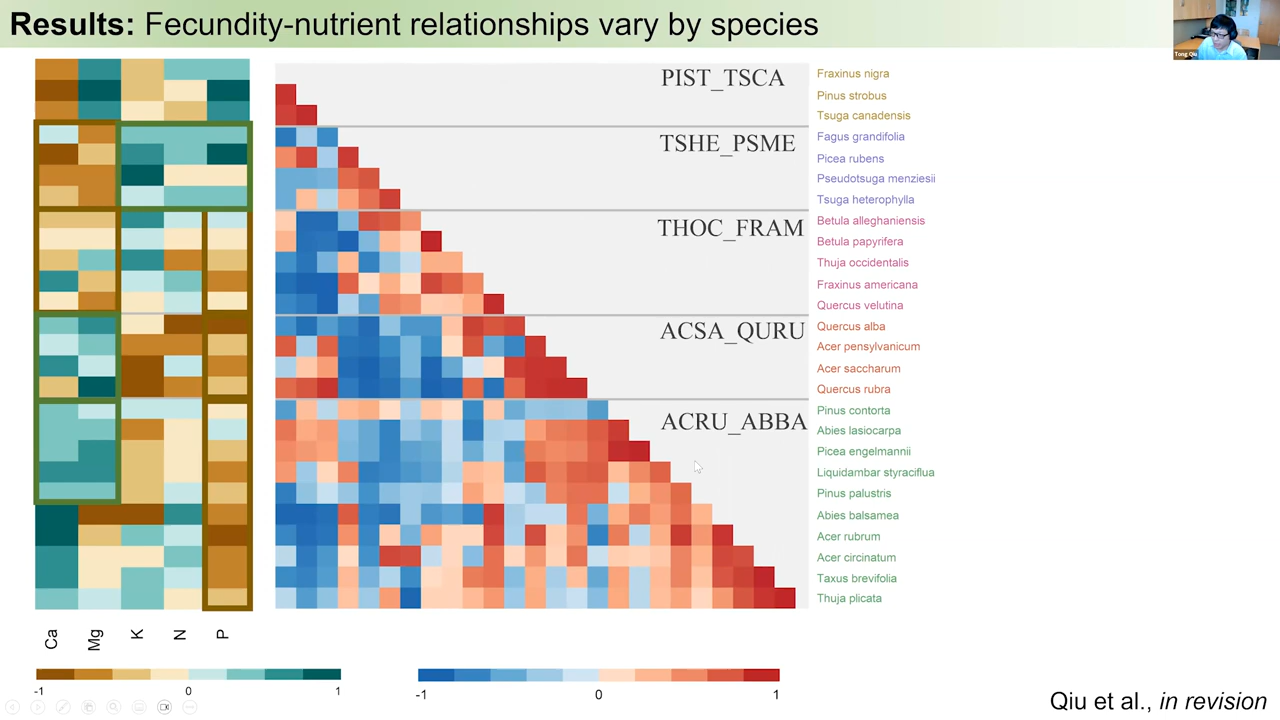 Results: Fecundity-nutrient relationships vary by species
Tong Qiu
PIST_TSCA
TSHE_PSME
THOC_FRAM
ACSA_QURU
ACRU_ABBA
Fraxinus nigra
Pinus strobus
Tsuga canadensis
Fagus grandifolia
Picea rubens
Pseudotsuga menziesii
Tsuga heterophylla
Betula alleghaniensis
Betula papyrifera
Thuja occidentalis
Fraxinus americana
Quercus velutina
Quercus alba
Acer pensylvanicum
Acer saccharum
Quercus rubra
Pinus contorta
Abies lasiocarpa
Picea engelmannii
Liquidambar styraciflua
Pinus palustris
Abies balsamea
Acer rubrum
Acer circinatum
Taxus brevifolia
Thuja plicata
Ca Mg K N P
-1 0 1
-1 0 1
Qiu et al., in revision